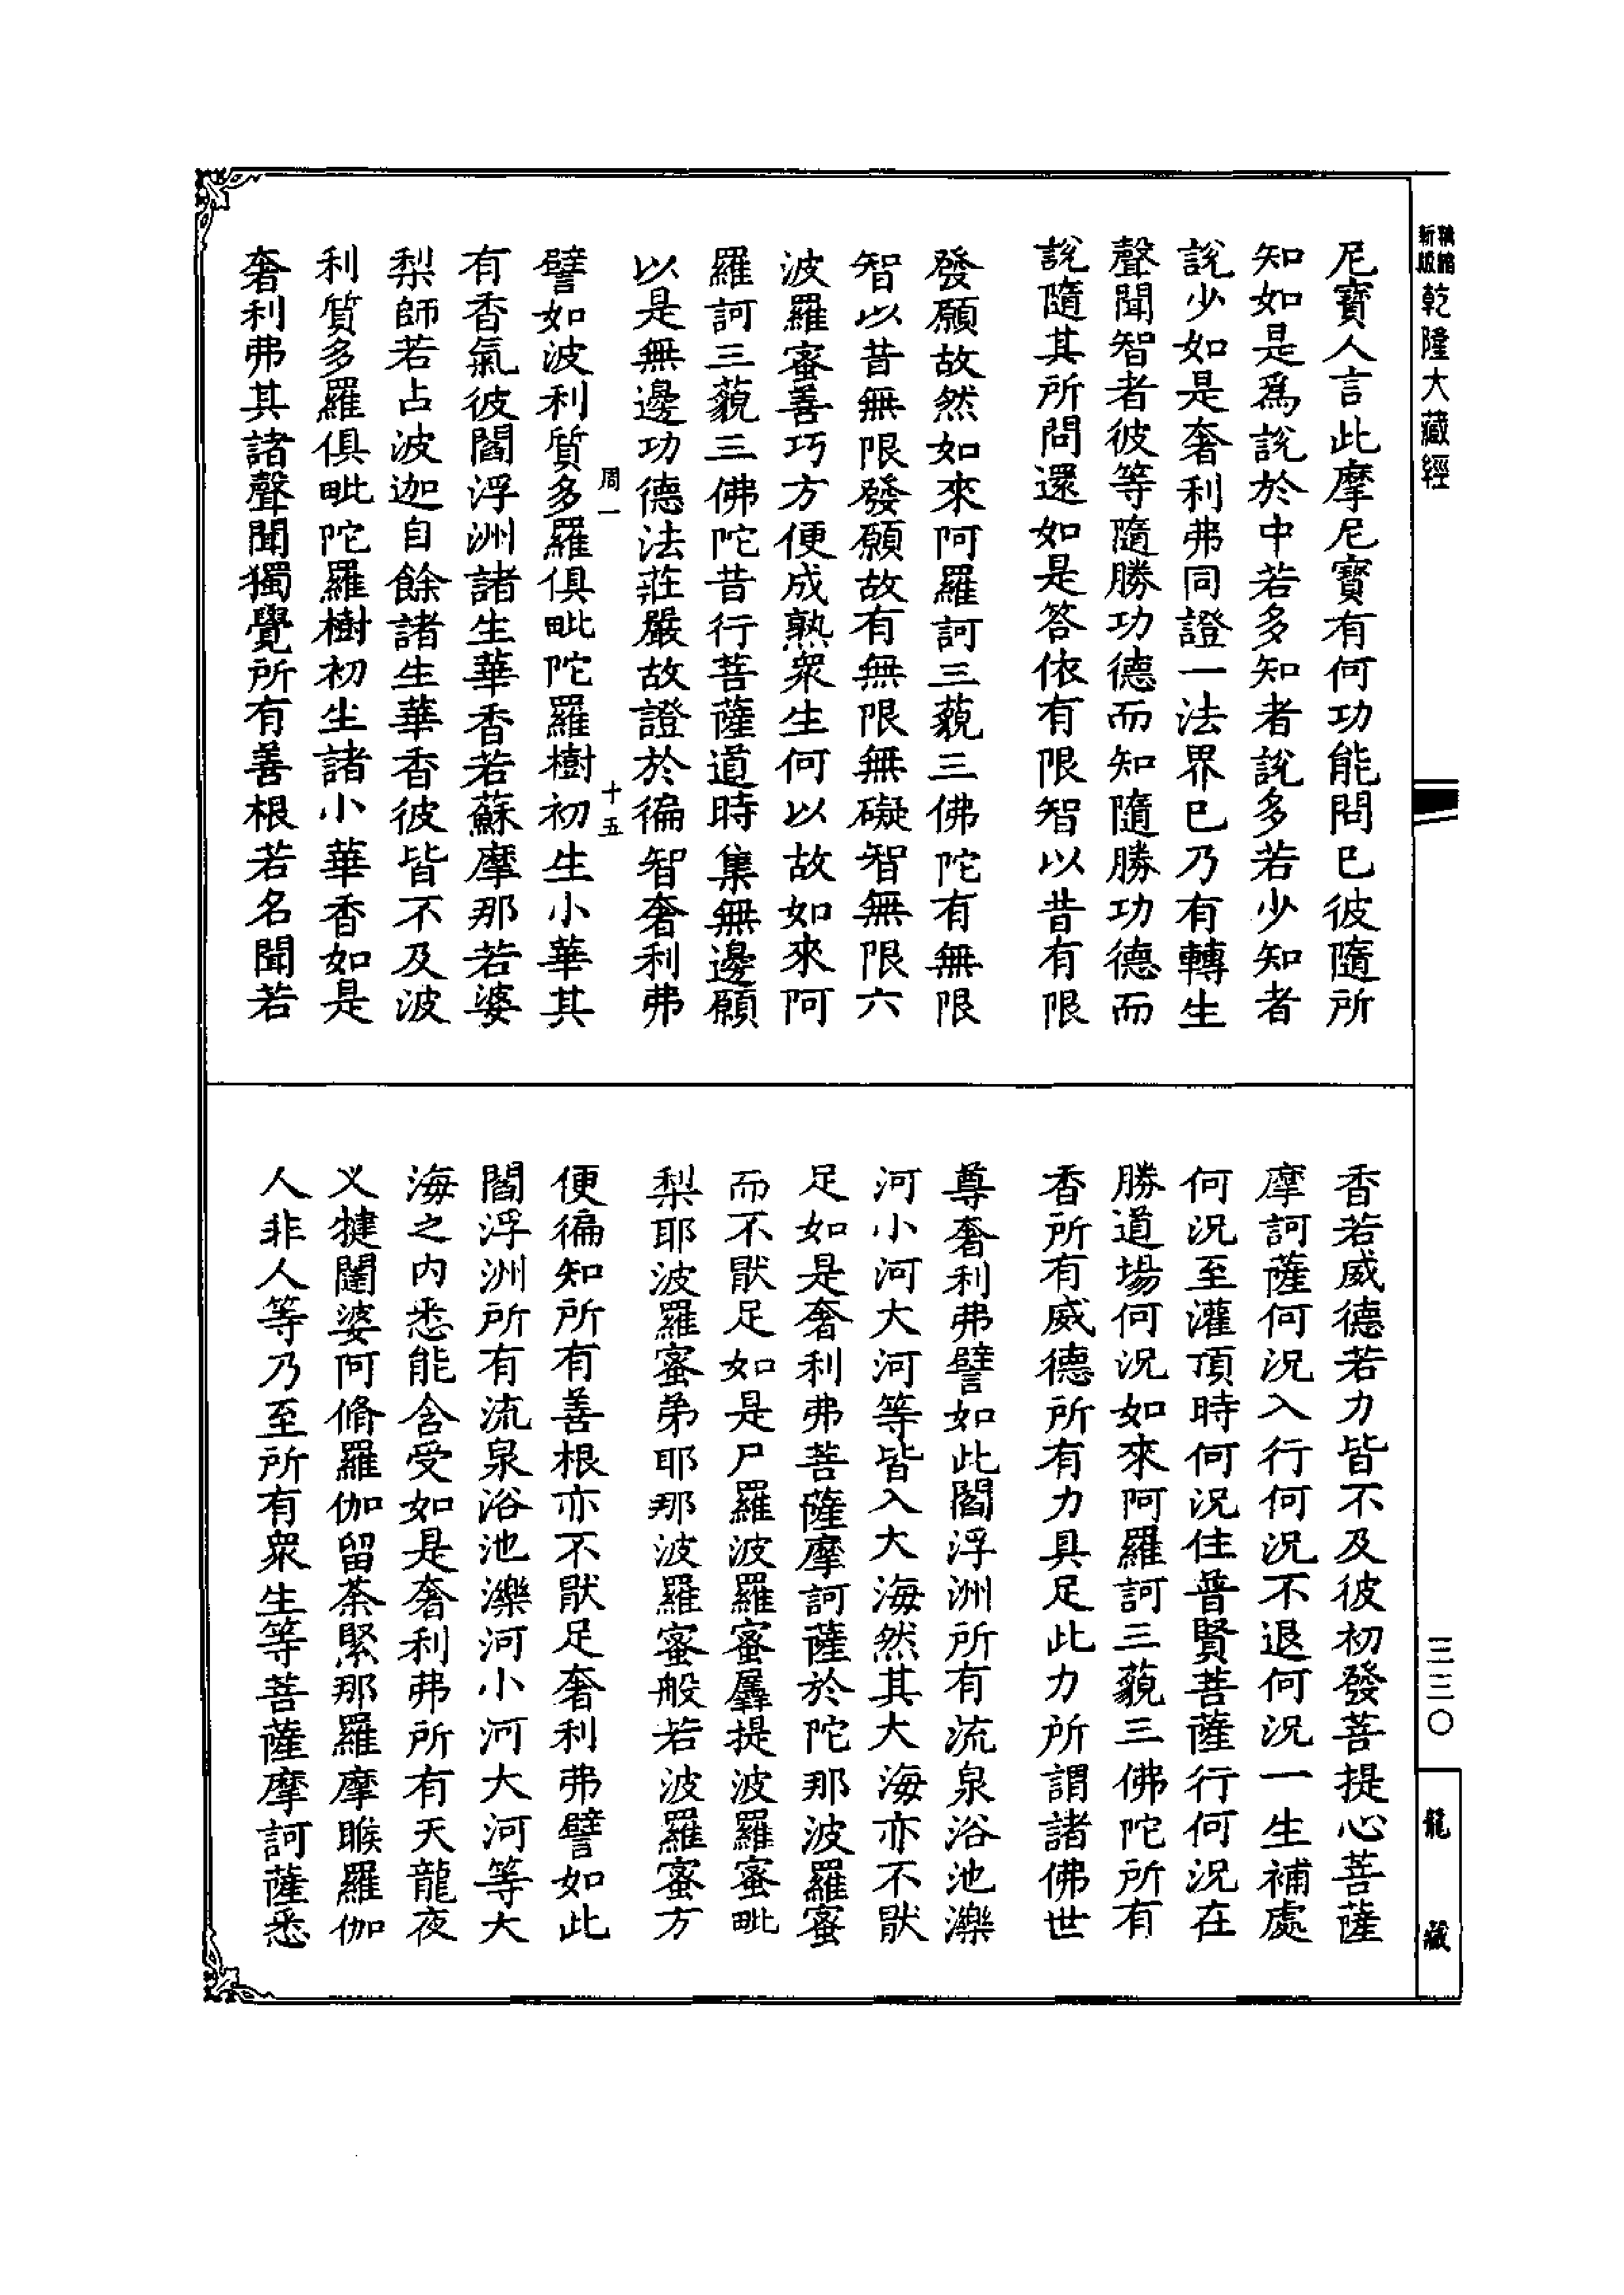 新版
精縮
乾隆大藏經
三三〇
龍藏
尼寶人言此摩尼寶有何功能問已彼隨所
知如是爲說於中若多知者說多若少知者
說少如是奢利弗同證一法界已乃有轉生
聲聞智者彼等隨勝功德而知隨勝功德而
說隨其所問還如是答依有限智以昔有限
發願故然如來阿羅訶三藐三佛陀有無限
智以昔無限發願故有無限無礙智無限六
波羅蜜善巧方便成熟衆生何以故如來阿
羅訶三藐三佛陀昔行菩薩道時集無邊願
以是無邊功德法莊嚴故證於徧智奢利弗
周一
十五
譬如波利質多羅俱毗陀羅樹初生小華其
有香氣彼閻浮洲諸生華香若蘇摩那若婆
梨師若占波迦自餘諸生華香彼皆不及波
利質多羅俱毗陀羅樹初生諸小華香如是
奢利弗其諸聲聞獨覺所有善根若名聞若
香若威德若力皆不及彼初發菩提心菩薩
摩訶薩何況入行何況不退何況一生補處
何況至灌頂時何況住普賢菩薩行何況在
勝道場何況如來阿羅訶三藐三佛陀所有
香所有威德所有力具足此力所謂諸佛世
尊奢利弗譬如此閻浮洲所有流泉浴池濼
河小河大河等皆入大海然其大海亦不猒
足如是奢利弗菩薩摩訶薩於陀那波羅蜜
而不猒足如是尸羅波羅蜜羼提波羅蜜毗
梨耶波羅蜜弟耶那波羅蜜般若波羅蜜方
便徧知所有善根亦不猒足奢利弗譬如此
閻浮洲所有流泉浴池濼河小河大河等大
海之內悉能含受如是奢利弗所有天龍夜
义犍闥婆阿脩羅伽留荼緊那羅摩睺羅伽
人非人等乃至所有衆生等菩薩摩訶薩悉